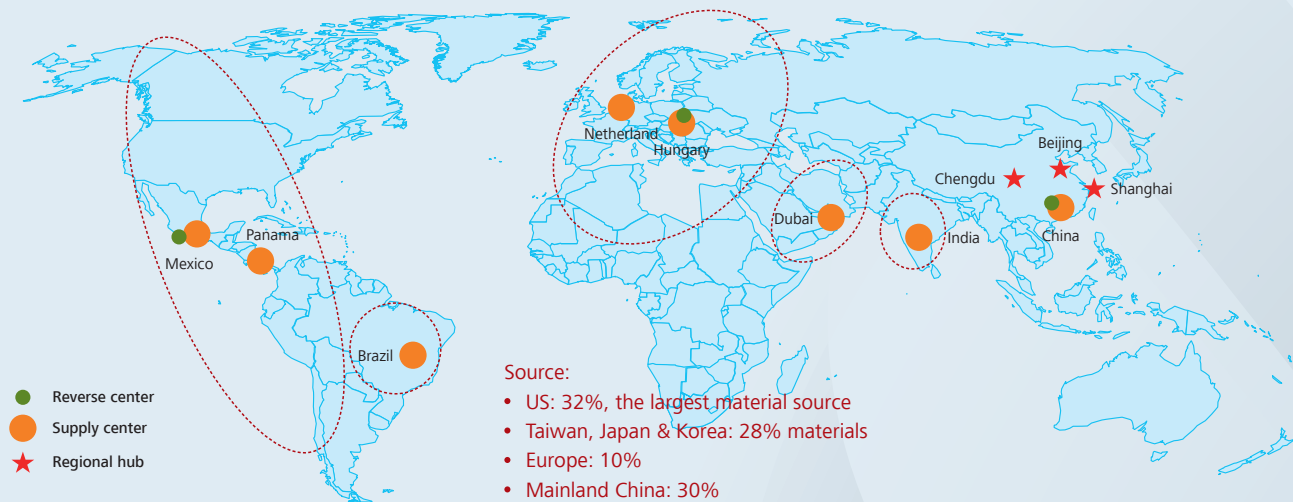 Netherland
Hungary
Beijing
Chengdu
Shanghai
Dubai
India
China
Panama
Mexico
Brazil
Reverse center
Supply center
Regional hub
Source:
• US: 32%, the largest material source
• Taiwan, Japan & Korea: 28% materials
• Europe: 10%
• Mainland China: 30%